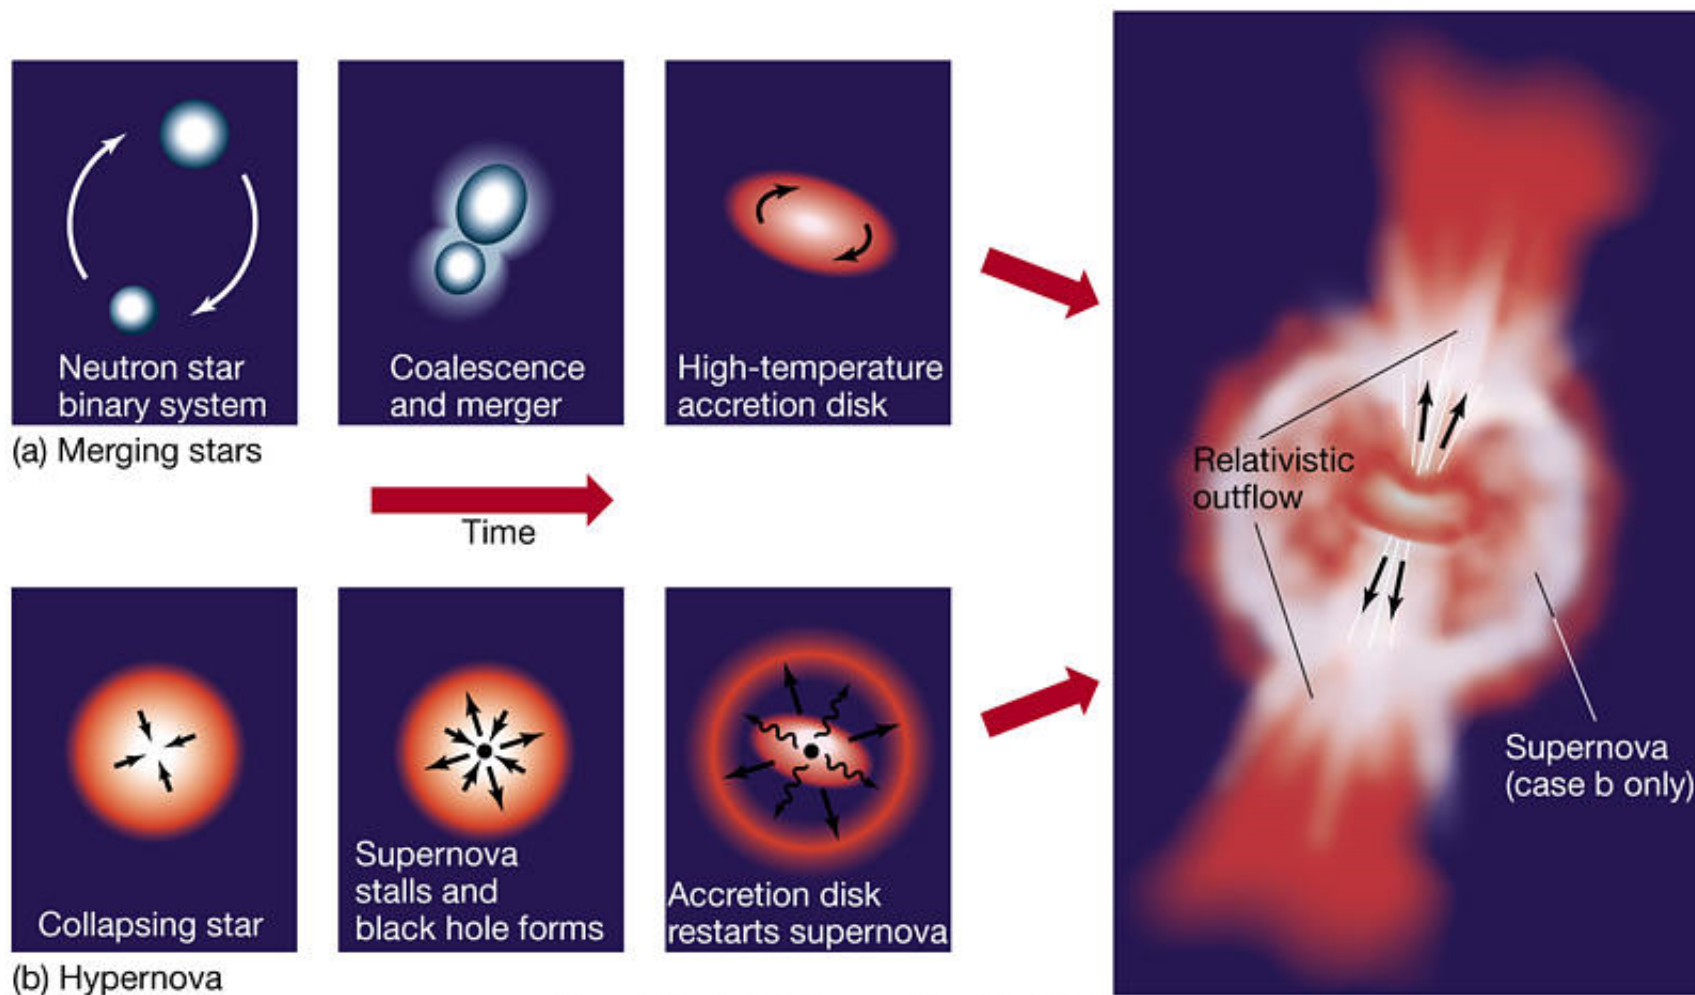 Neutron star
binary system
Coalescence
and merger
High-temperature
accretion disk
(a) Merging stars
Time
Collapsing star
Supernova
stalls and
black hole forms
Accretion disk
restarts supernova
(b) Hypernova
Relativistic
outflow
Supernova
(case b only)